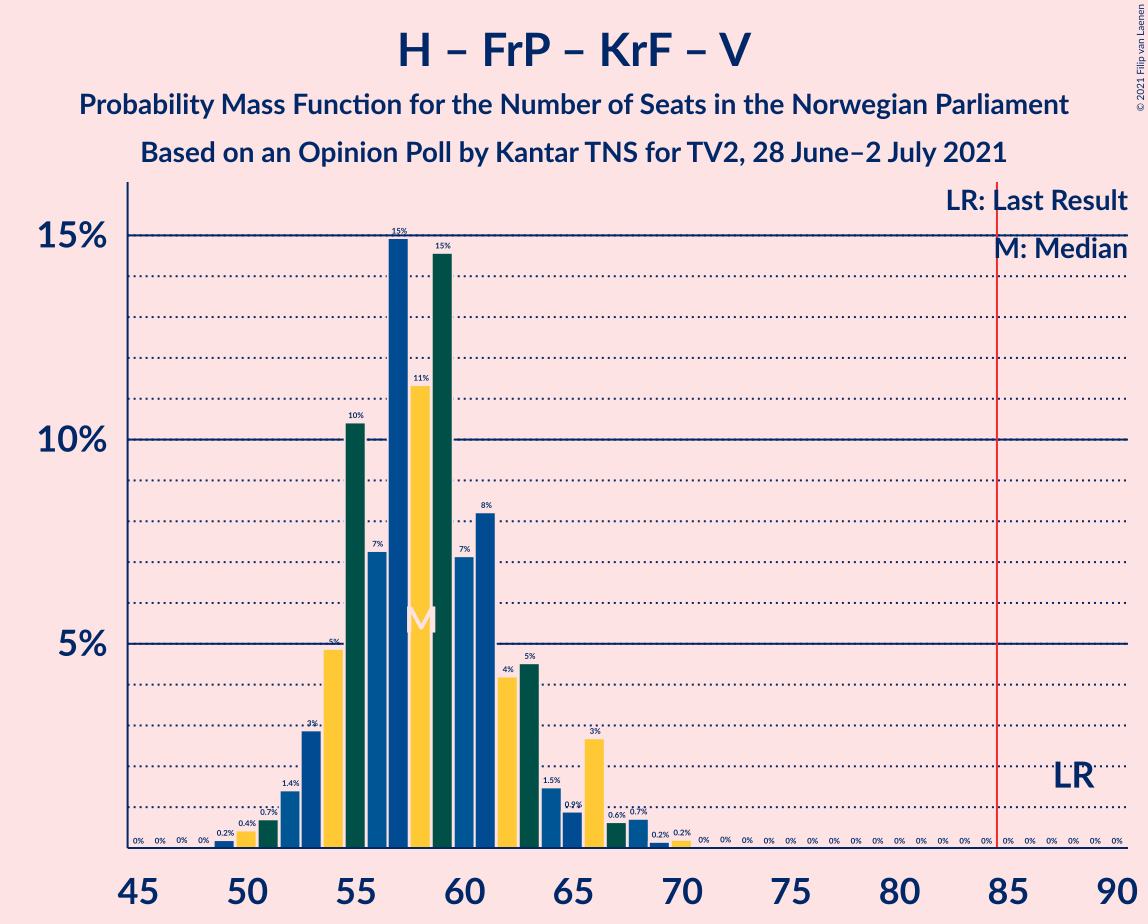 H – FrP – KrF – V
Probability Mass Function for the Number of Seats in the Norwegian Parliament
Based on an Opinion Poll by Kantar TNS for TV2, 28 June–2 July 2021
© 2021 Filip van Laenen
LR: Last Result
M: Median
15%
10%
5%
0% 0% 0% 0% 0.2% 0.4% 0.7% 1.4% 3% 5% 10% 7% 15% 11% 15% 7% 8% 4% 5% 1.5% 0.9% 3% 0.6% 0.7% 0.2% 0.2% 0% 0% 0% 0% 0% 0% 0% 0% 0% 0% 0% 0% 0% 0% 0% 0% 0% 0% 0% 0%
M
LR
45 50 55 60 65 70 75 80 85 90